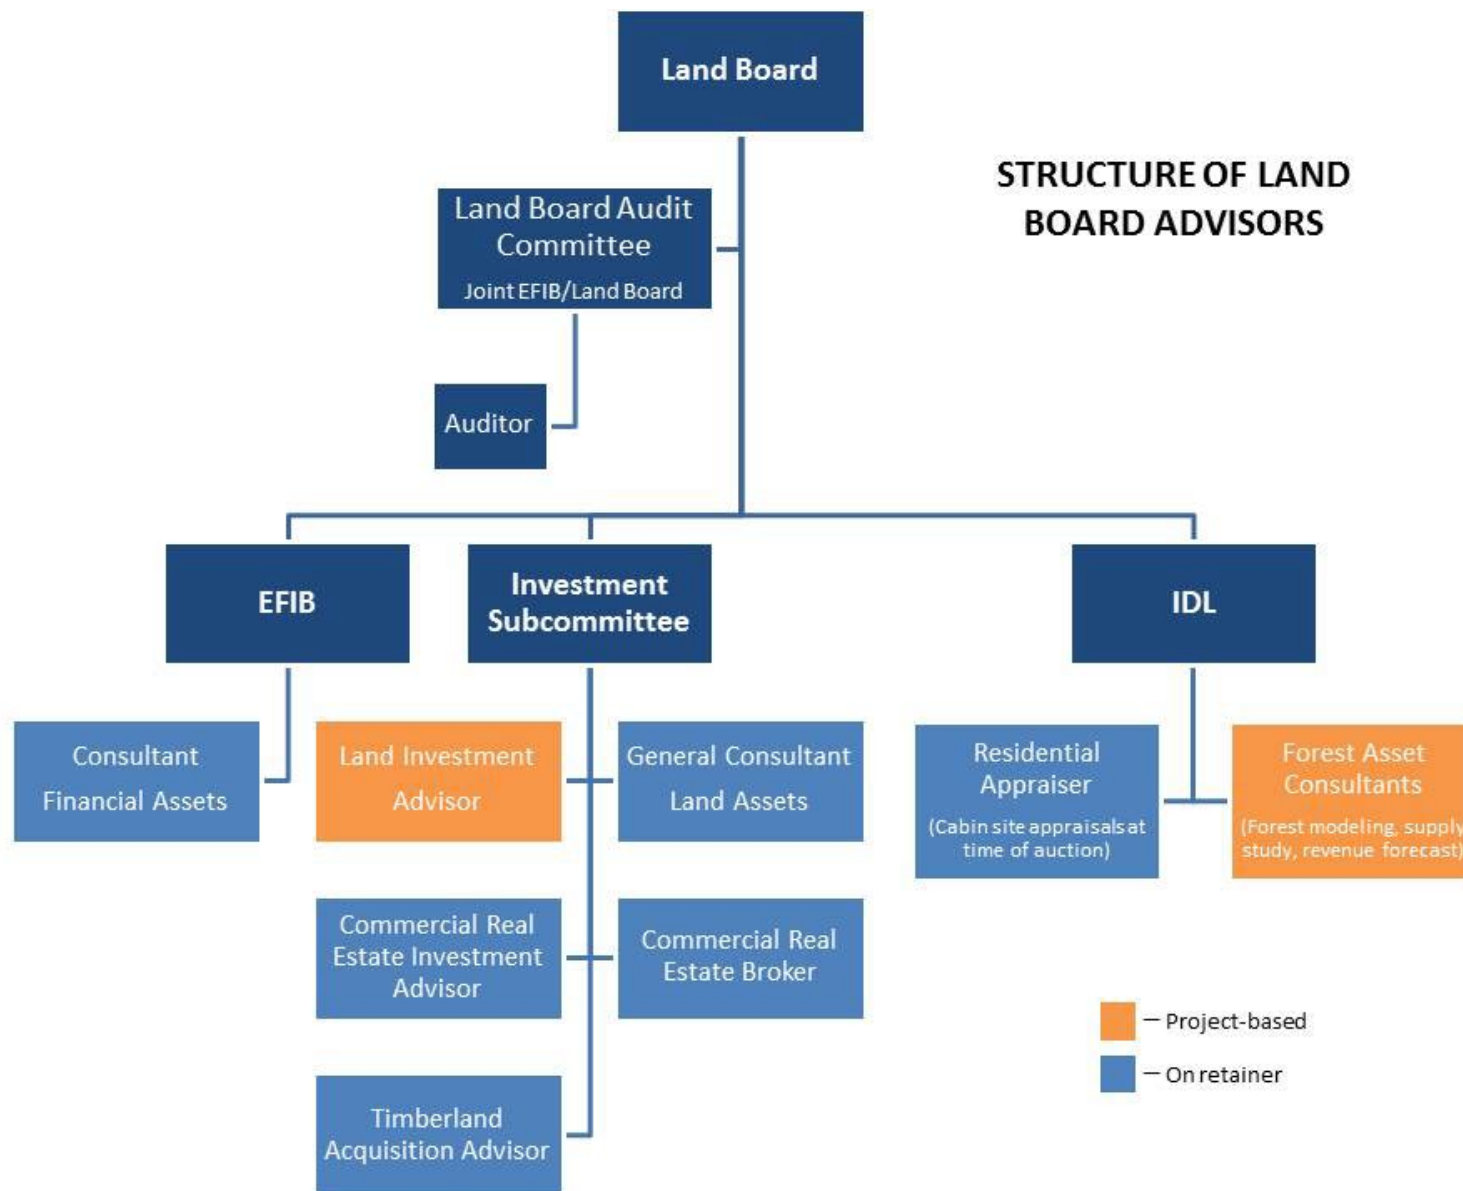 Land Board
STRUCTURE OF LAND
BOARD ADVISORS
Land Board Audit
Committee
Joint EFIB/Land Board
Auditor
EFIB
Investment
Subcommittee
IDL
Consultant
Financial Assets
Land Investment
Advisor
General Consultant
Land Assets
Residential
Appraiser
(Cabin site appraisals at
time of auction)
Forest Asset
Consultants
(Forest modeling, supply
study, revenue forecast)
Commercial Real
Estate Investment
Advisor
Commercial Real
Estate Broker
Timberland
Acquisition Advisor
– Project-based
– On retainer